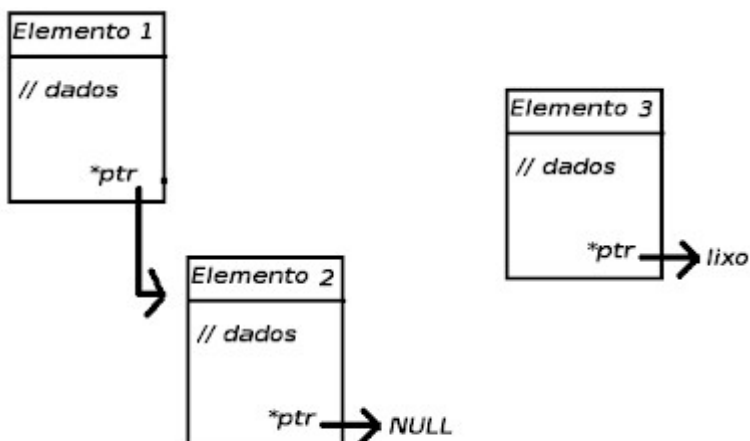 Elemento 1
// dados
*ptr
Elemento 2
// dados
*ptr
NULL
Elemento 3
// dados
*ptr
lixo